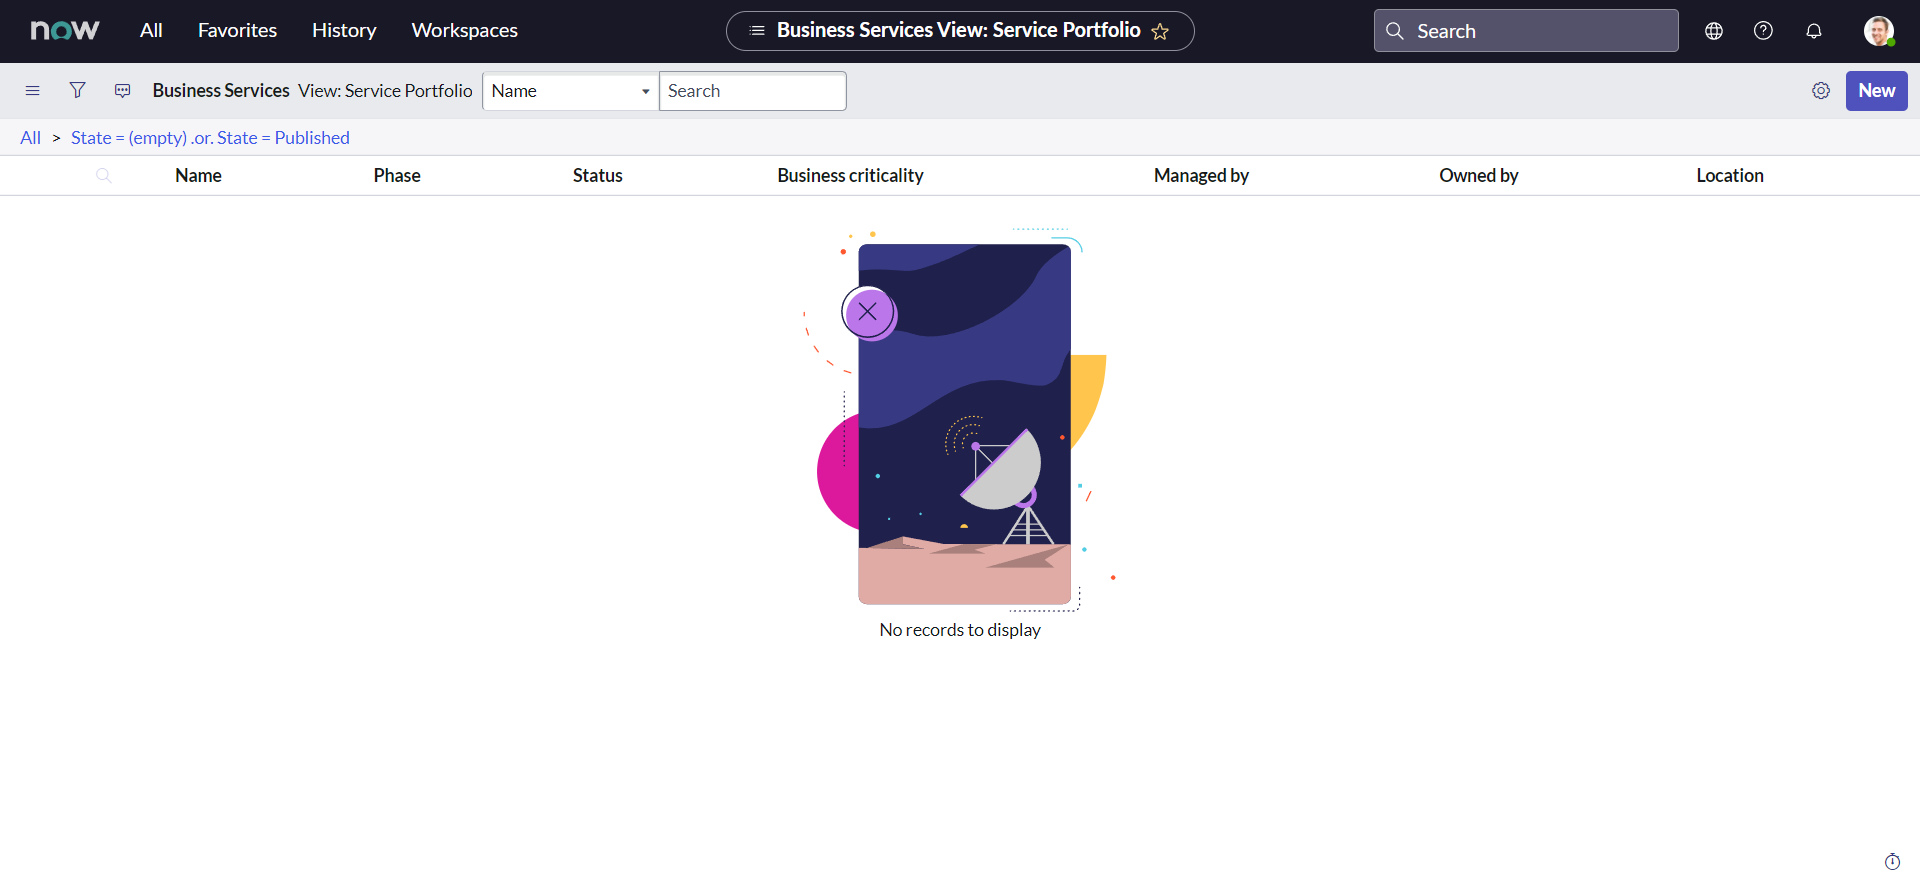 now All Favorites History Workspaces Business Services View: Service Portfolio Search
Business Services View: Service Portfolio Name Search New
All > State = (empty) .or. State = Published
Name Phase Status Business criticality Managed by Owned by Location
No records to display